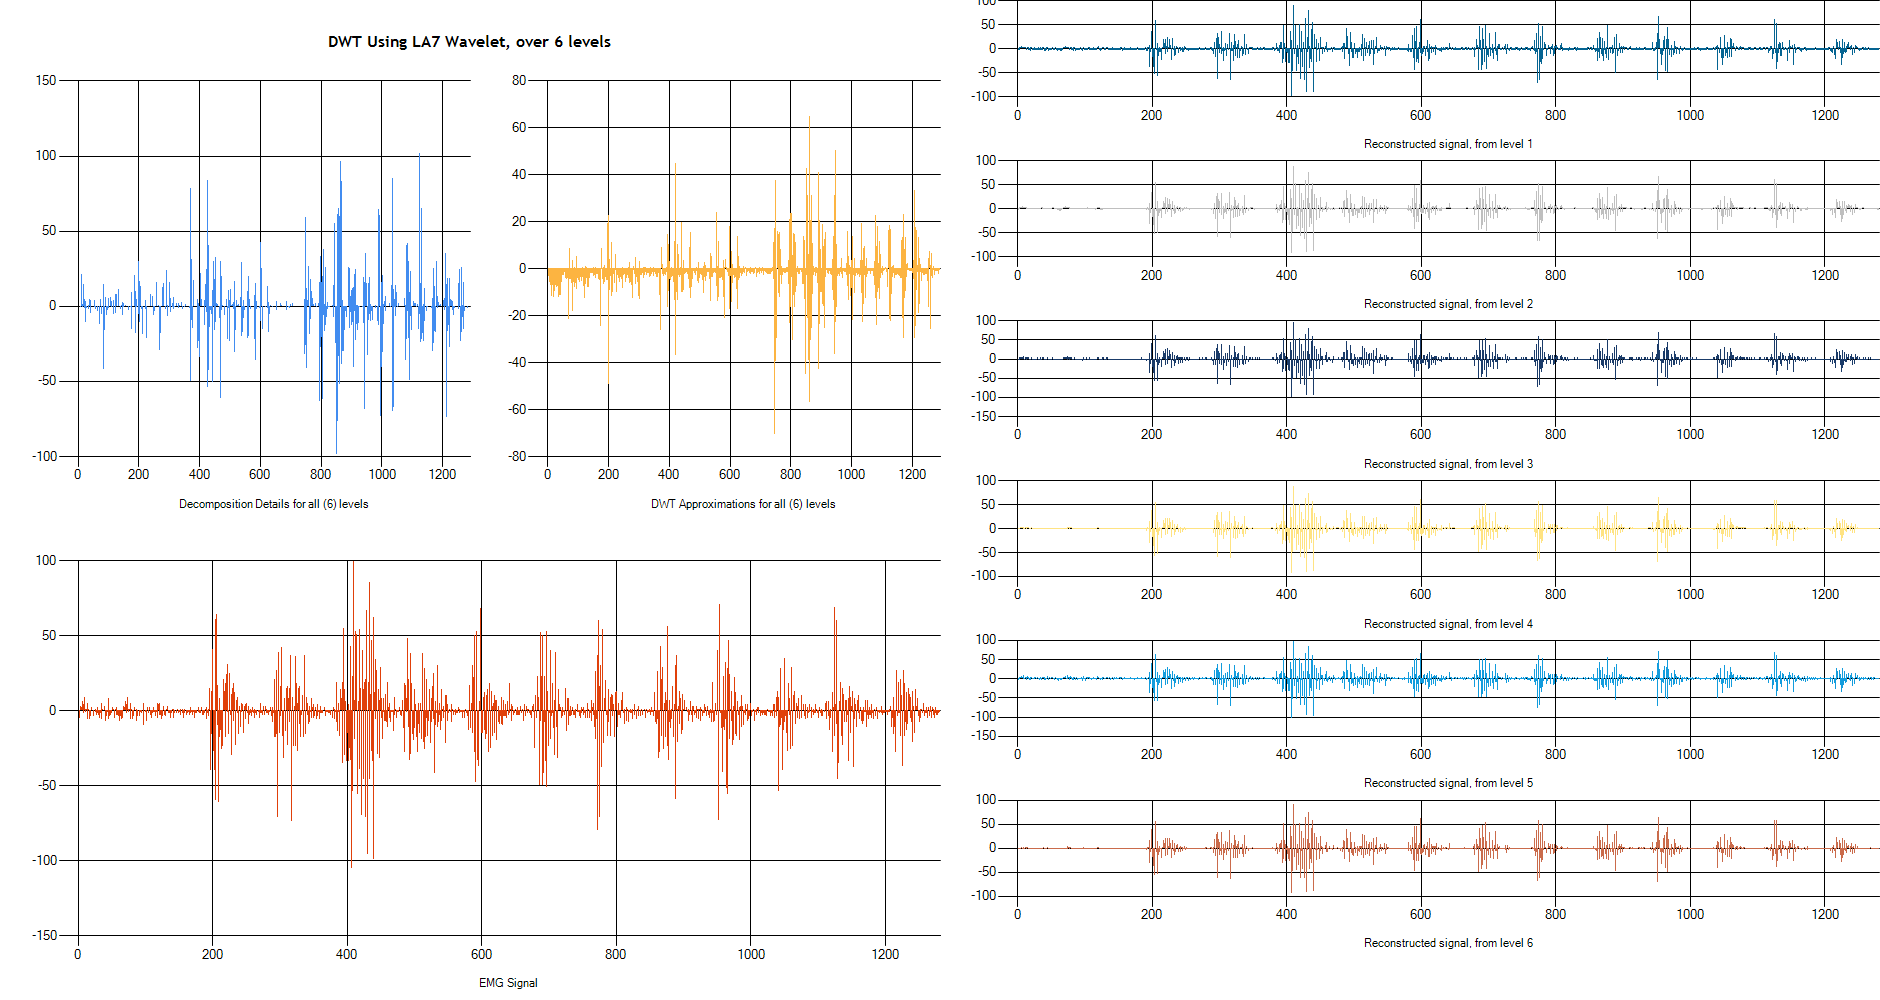 DWT Using LA7 Wavelet, over 6 levels
150
100
50
0
-50
-100
0 200 400 600 800 1000 1200
Decomposition Details for all (6) levels
80
60
40
20
0
-20
-40
-60
-80
0 200 400 600 800 1000 1200
DWT Approximations for all (6) levels
100
50
0
-50
-100
-150
0 200 400 600 800 1000 1200
EMG Signal
100
50
0
-50
-100
0 200 400 600 800 1000 1200
Reconstructed signal, from level 1
100
50
0
-50
-100
0 200 400 600 800 1000 1200
Reconstructed signal, from level 2
100
50
0
-50
-100
-150
0 200 400 600 800 1000 1200
Reconstructed signal, from level 3
100
50
0
-50
-100
0 200 400 600 800 1000 1200
Reconstructed signal, from level 4
100
50
0
-50
-100
-150
0 200 400 600 800 1000 1200
Reconstructed signal, from level 5
100
50
0
-50
-100
0 200 400 600 800 1000 1200
Reconstructed signal, from level 6